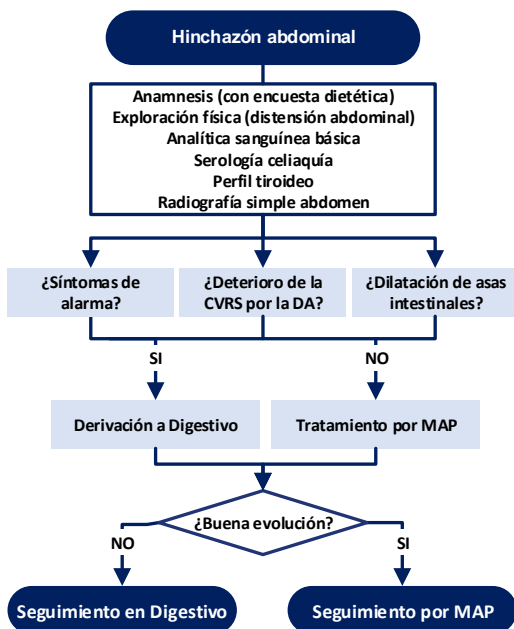 Hinchazón abdominal
Anamnesis (con encuesta dietética)
Exploración física (distensión abdominal)
Analítica sanguínea básica
Serología celiaquía
Perfil tiroideo
Radiografía simple abdomen
¿Síntomas de
alarma?
¿Deterioro de la
CVRS por la DA?
¿Dilatación de asas
intestinales?
SI
NO
Derivación a Digestivo
Tratamiento por MAP
¿Buena evolución?
NO
SI
Seguimiento en Digestivo
Seguimiento por MAP